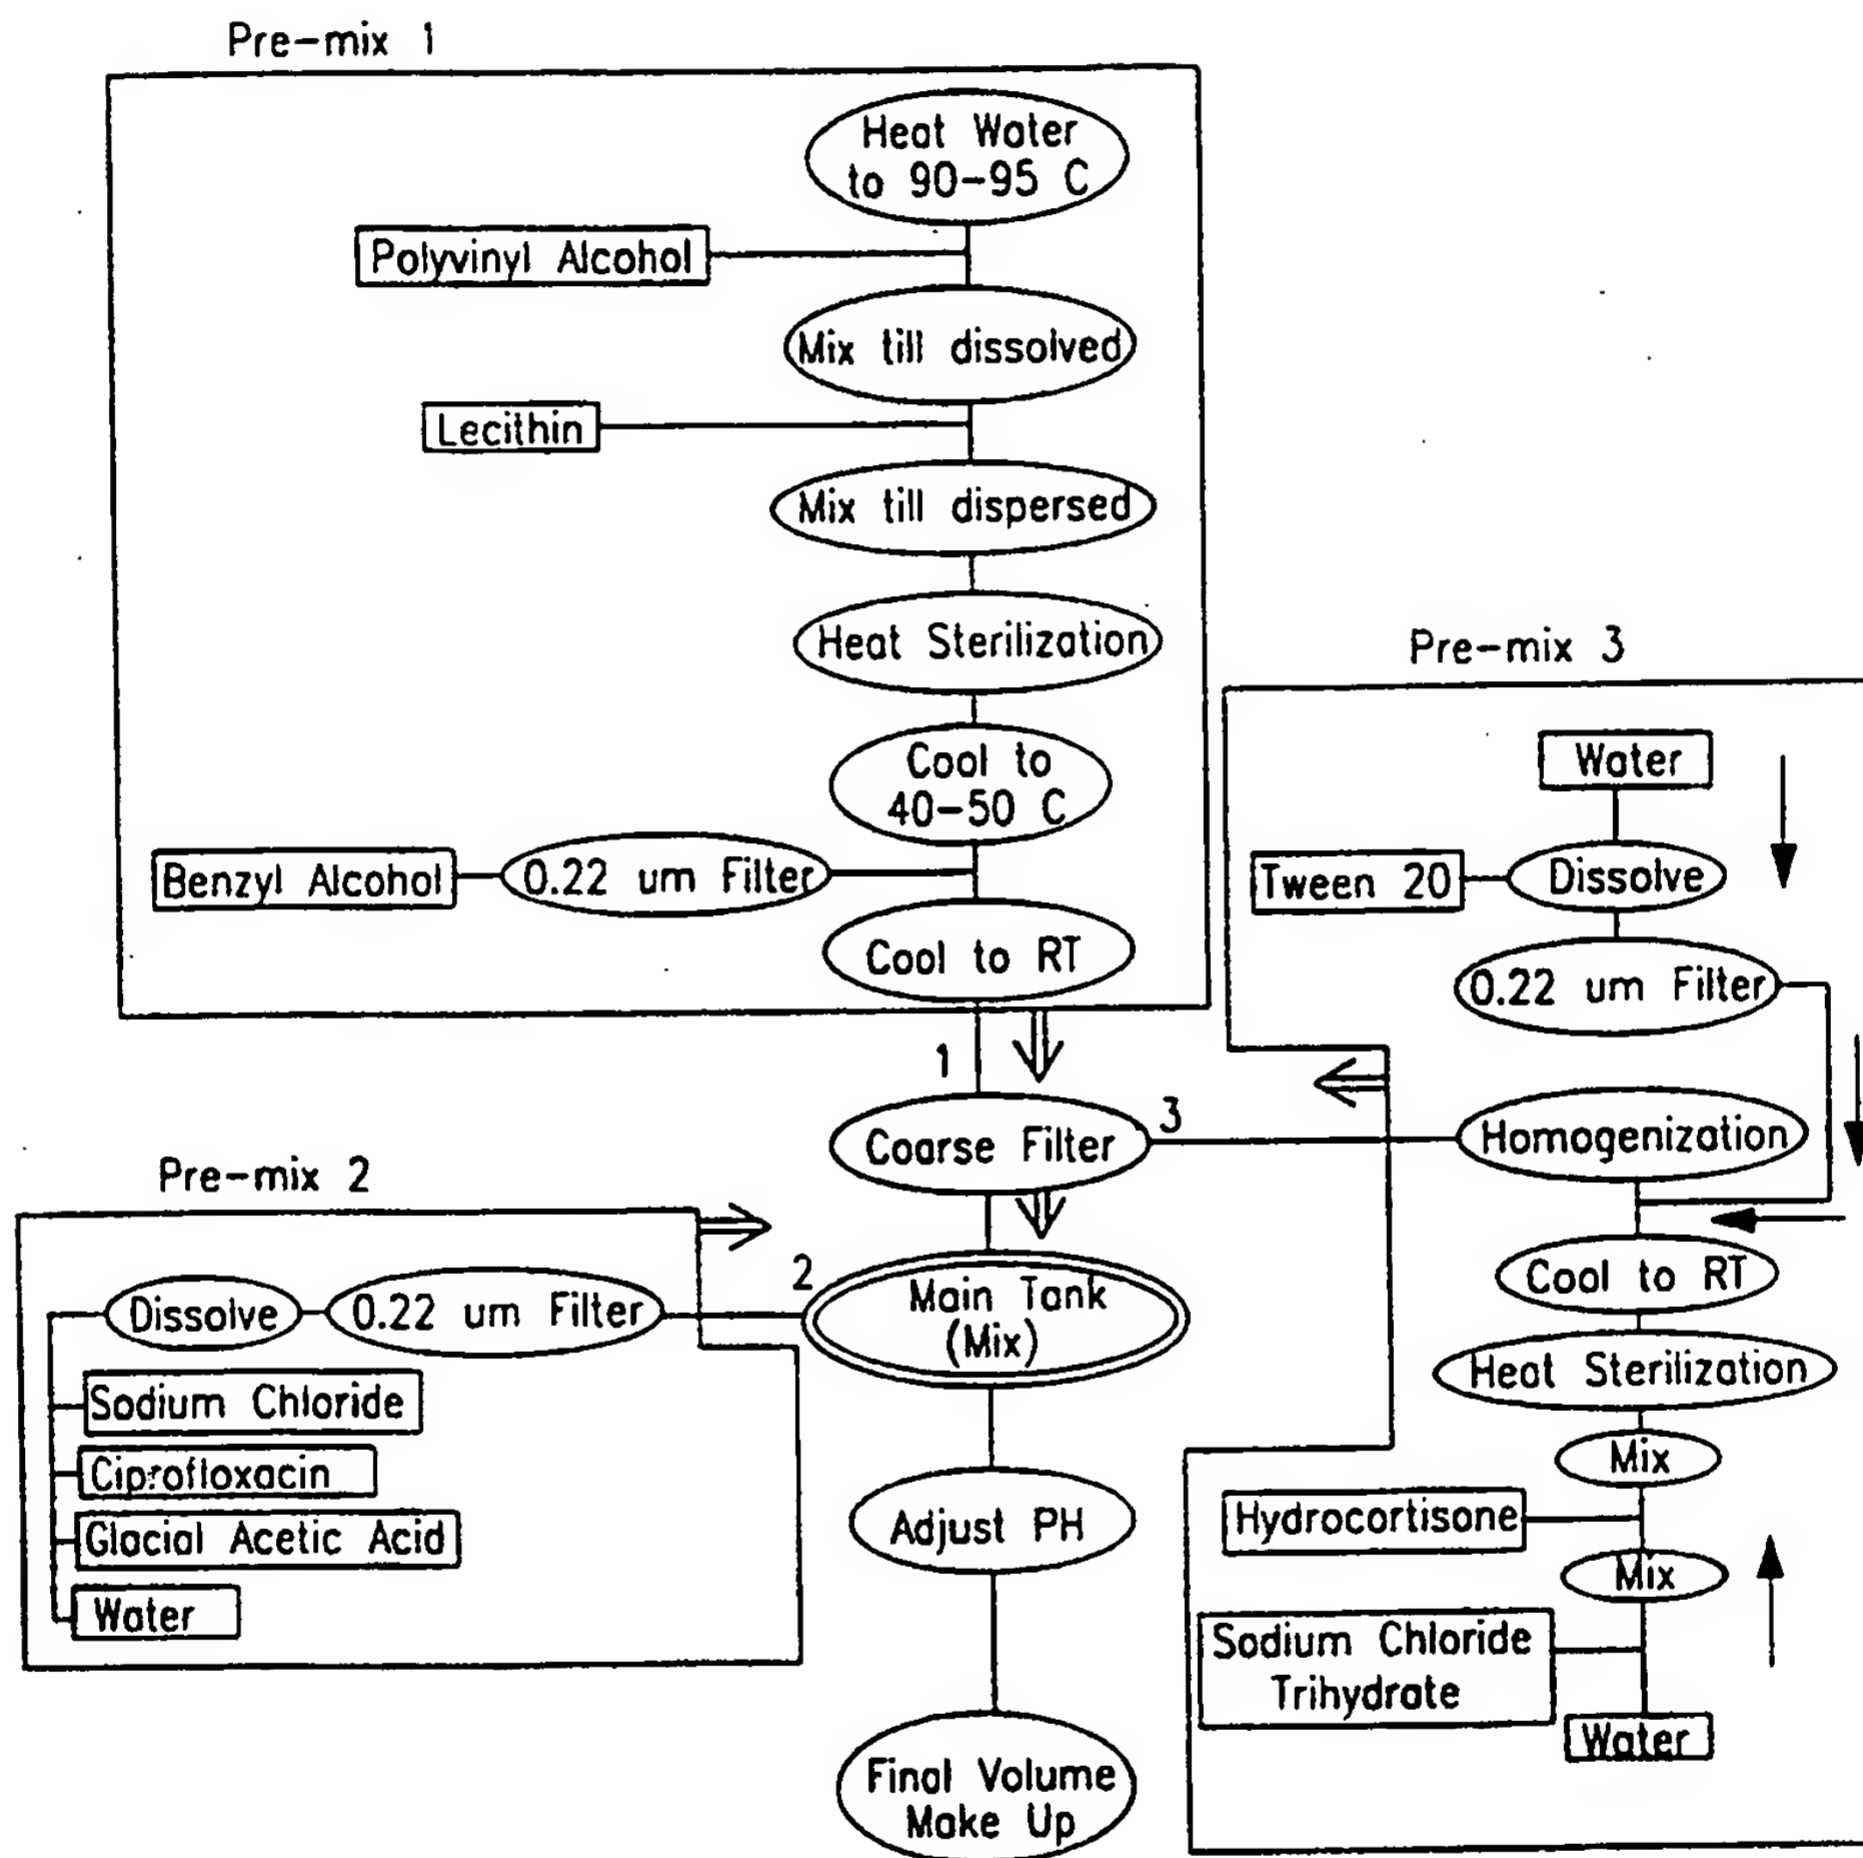 Pre-mix 1
Heat Water
to 90-95 C
Polyvinyl Alcohol
Mix till dissolved
Lecithin
Mix till dispersed
Heat Sterilization
Cool to
40-50 C
Benzyl Alcohol
0.22 um Filter
Cool to RT
1
Coarse Filter
3
Pre-mix 2
Dissolve
0.22 um Filter
2
Main Tank
(Mix)
Sodium Chloride
Ciprofloxacin
Glacial Acetic Acid
Water
Adjust PH
Final Volume
Make Up
Pre-mix 3
Water
Tween 20
Dissolve
0.22 um Filter
Homogenization
Cool to RT
Heat Sterilization
Mix
Hydrocortisone
Mix
Sodium Chloride
Trihydrate
Water